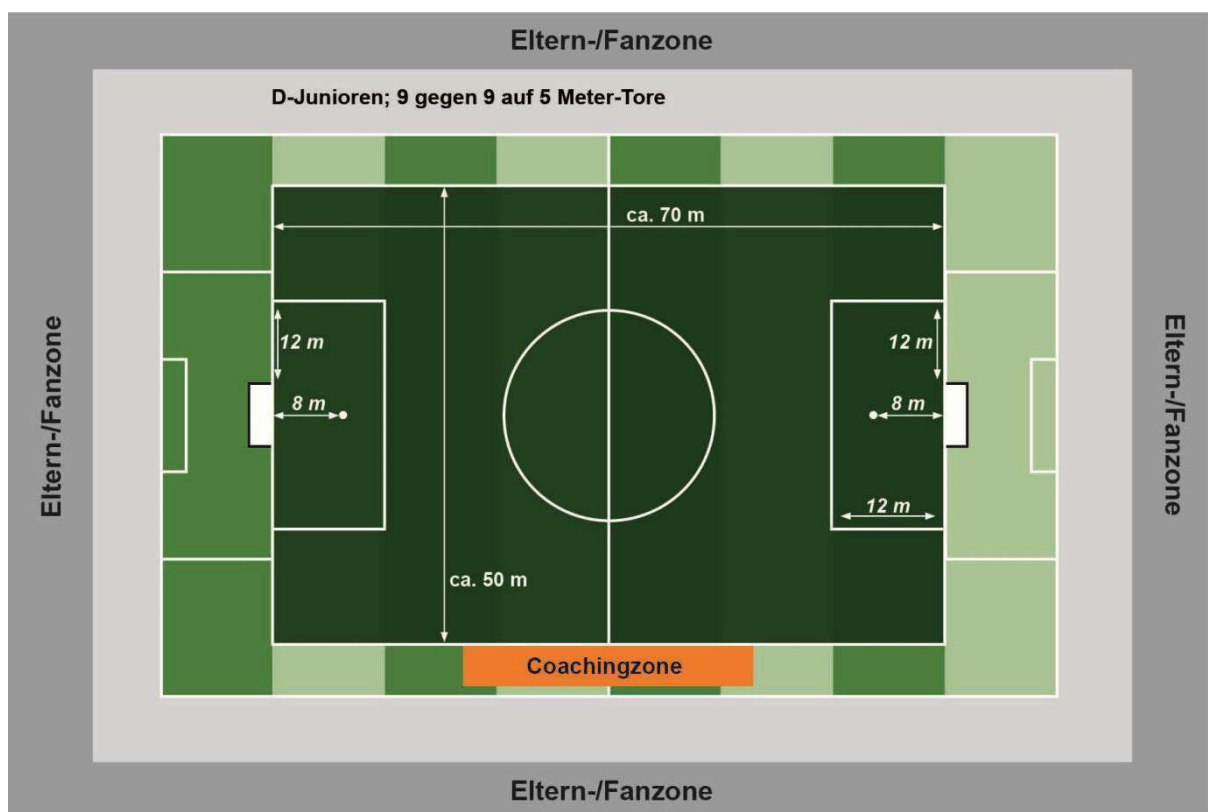 Eltern-/Fanzone
D-Junioren; 9 gegen 9 auf 5 Meter-Tore
ca. 70 m
12 m
12 m
Eltern-/Fanzone
Eltern-/Fanzone
8 m
8 m
12 m
ca. 50 m
Coachingzone
Eltern-/Fanzone